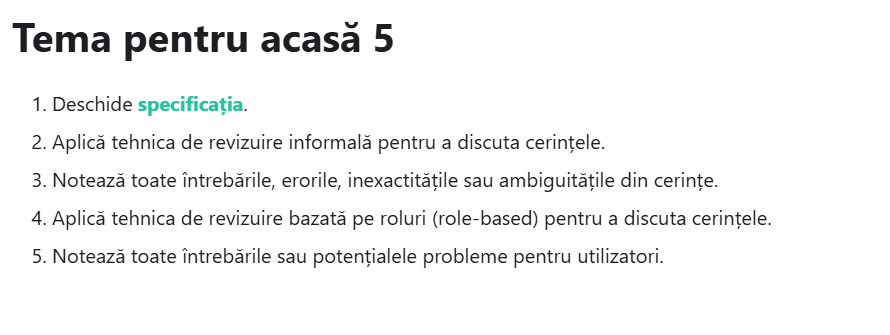 Tema pentru acasă 5
1. Deschide specificația.
2. Aplică tehnica de revizuire informală pentru a discuta cerințele.
3. Notează toate întrebările, erorile, inexactitățile sau ambiguitățile din cerințe.
4. Aplică tehnica de revizuire bazată pe roluri (role-based) pentru a discuta cerințele.
5. Notează toate întrebările sau potențialele probleme pentru utilizatori.